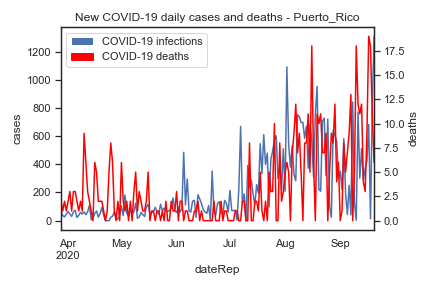 New COVID-19 daily cases and deaths - Puerto_Rico
COVID-19 infections
COVID-19 deaths
1200
1000
800
600
400
200
0
cases
17.5
15.0
12.5
10.0
7.5
5.0
2.5
0.0
deaths
Apr May Jun Jul Aug Sep
2020
dateRep